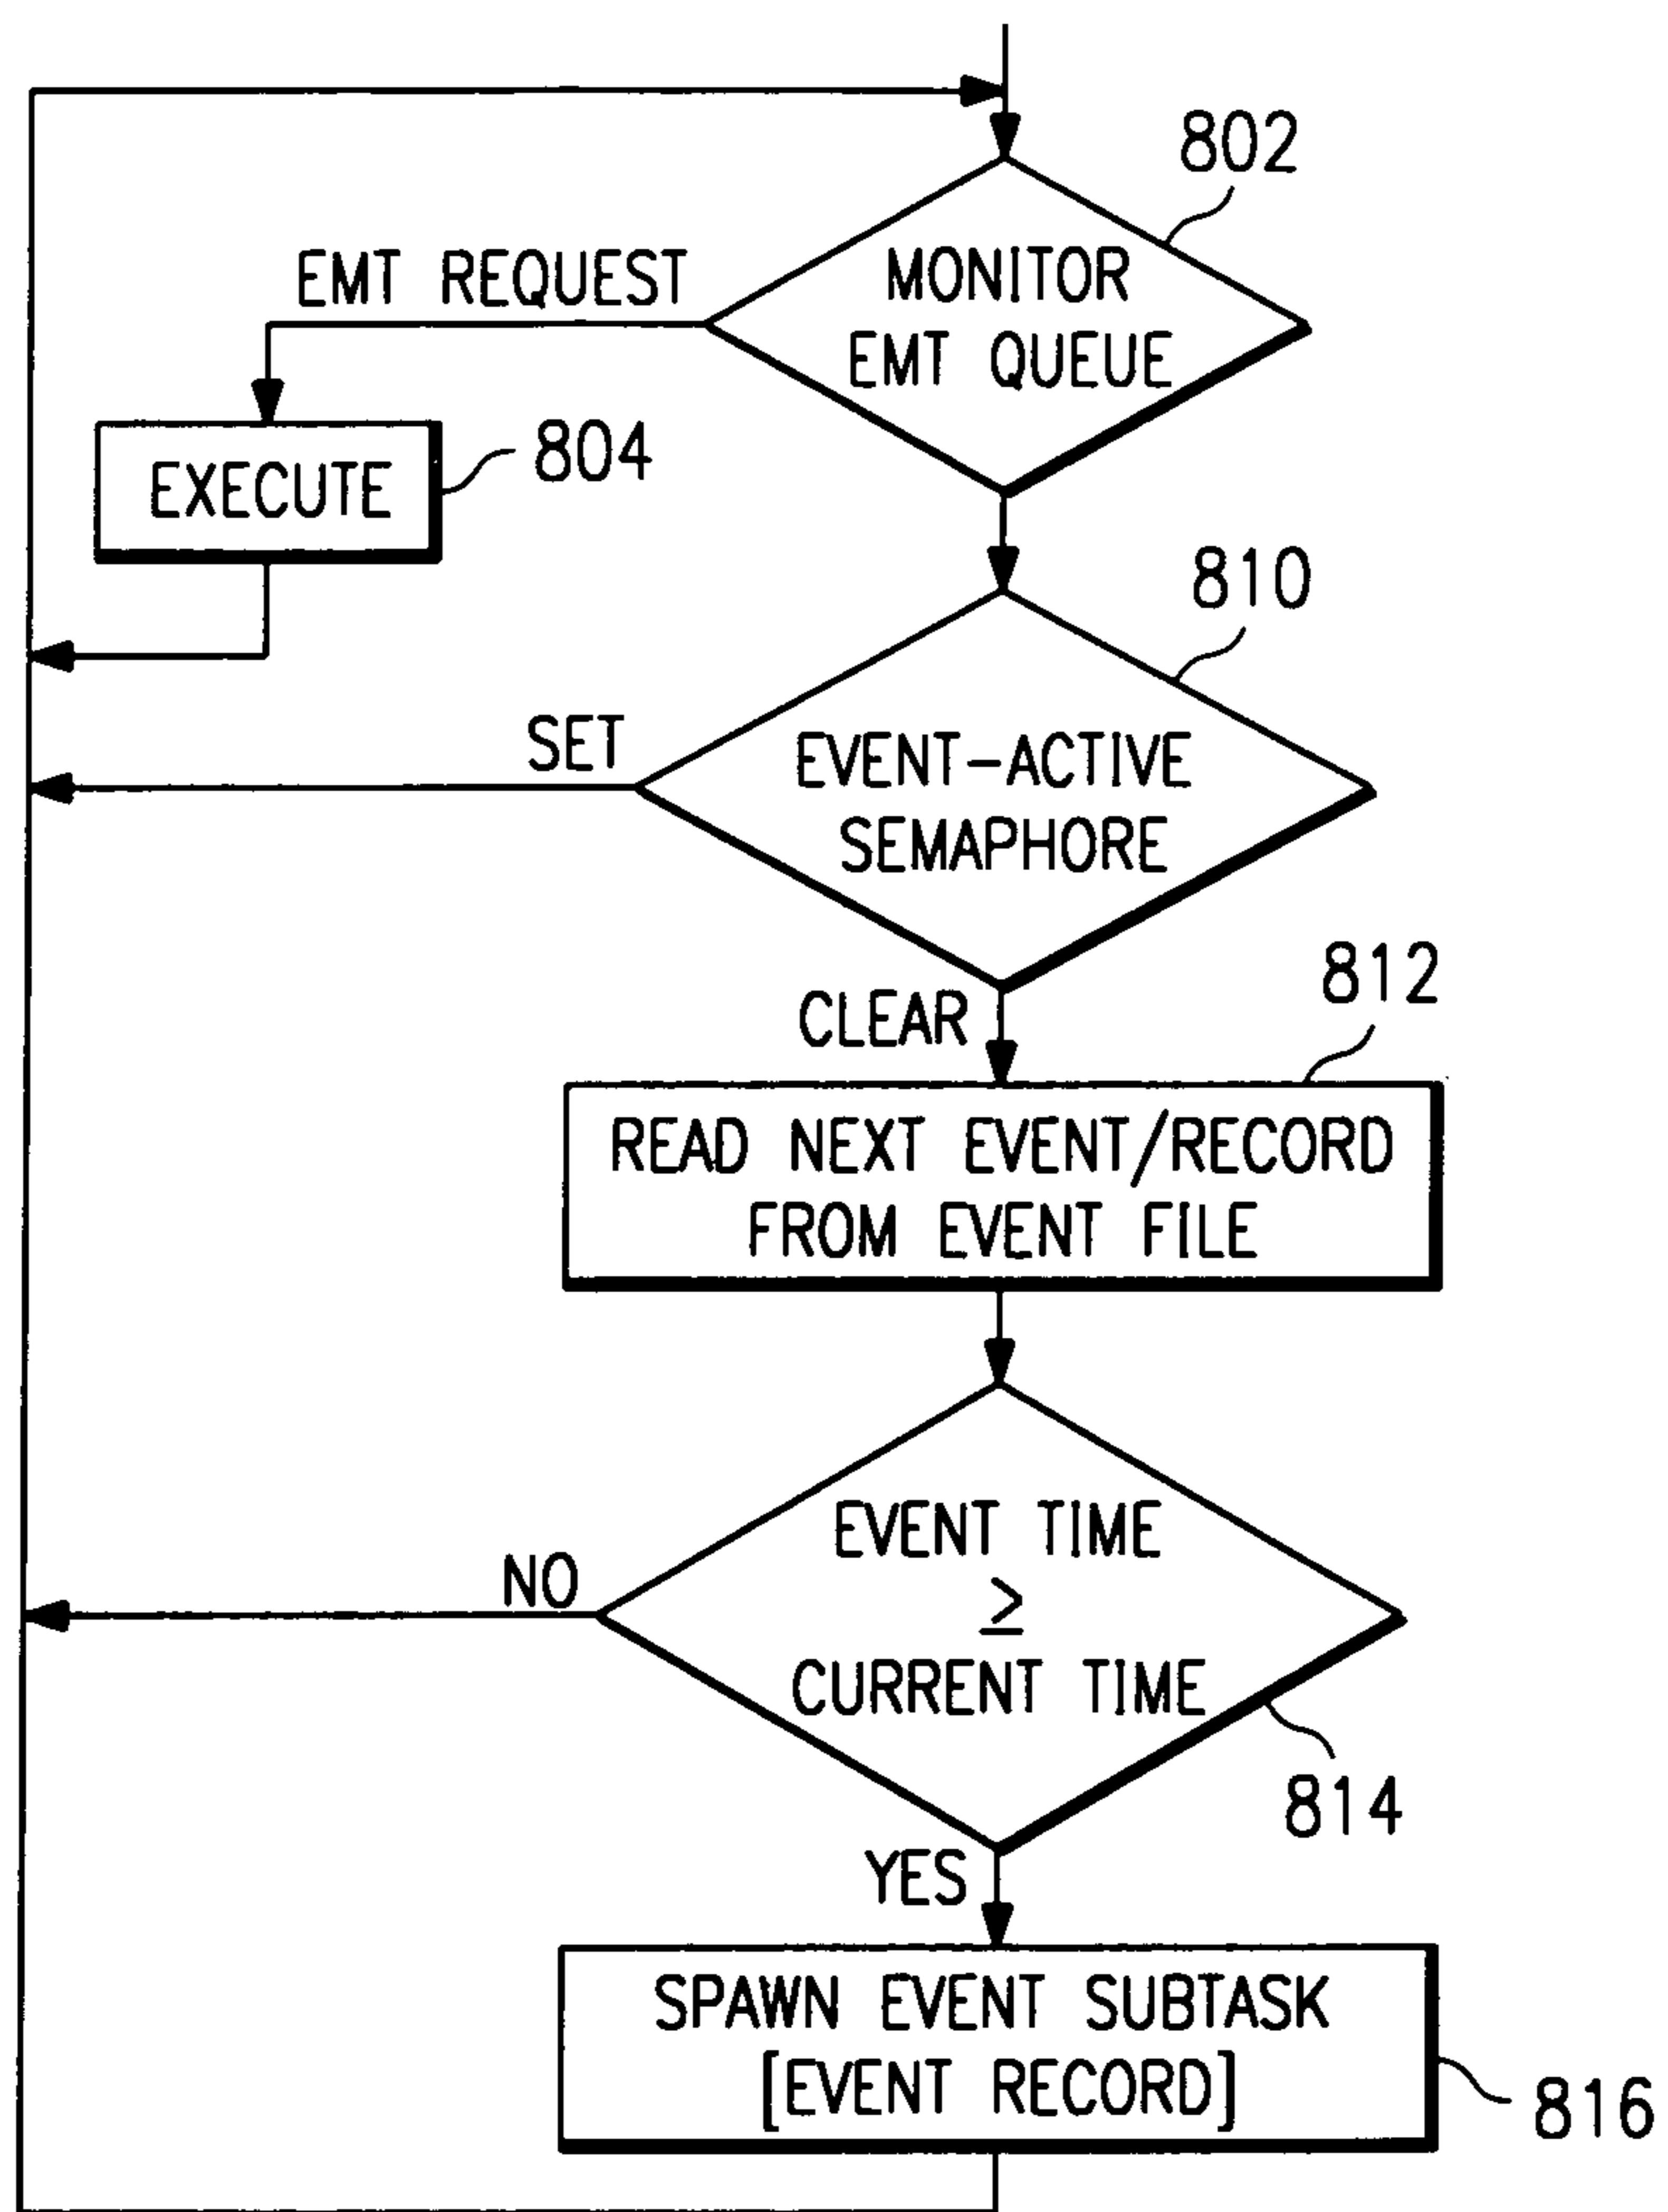 802
MONITOR
EMT QUEUE
EMT REQUEST
EXECUTE
804
810
EVENT-ACTIVE
SEMAPHORE
SET
CLEAR
812
READ NEXT EVENT/RECORD
FROM EVENT FILE
EVENT TIME
≥
CURRENT TIME
NO
814
YES
SPAWN EVENT SUBTASK
[EVENT RECORD]
816